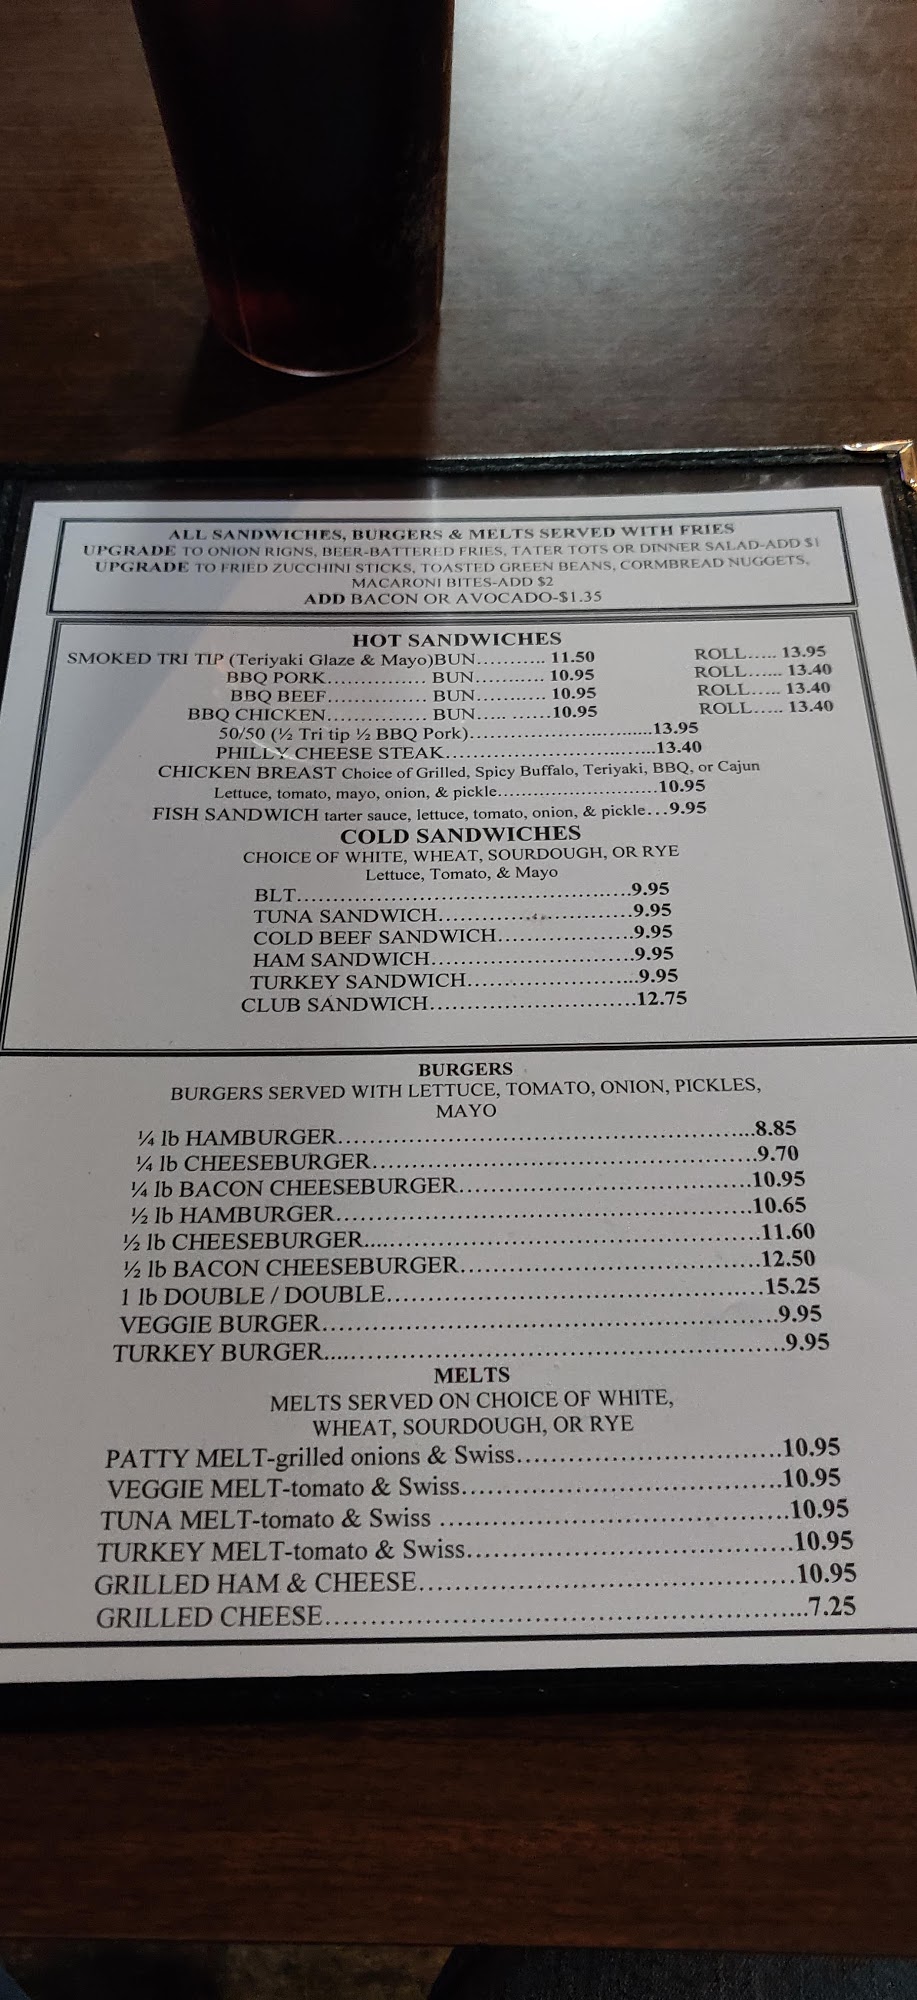 ALL SANDWICHES, BURGERS & MELTS SERVED WITH FRIES
UPGRADE TO ONION RIGNS, BEER-BATTERED FRIES, TATER TOTS OR DINNER SALAD-ADD $1
UPGRADE TO FRIED ZUCCHINI STICKS, TOASTED GREEN BEANS, CORMBREAD NUGGETS,
MACARONI BITES-ADD $2
ADD BACON OR AVOCADO-$1.35
HOT SANDWICHES
SMOKED TRI TIP (Teriyaki Glaze & Mayo)BUN.......... 11.50 ROLL..... 13.95
BBQ PORK............... BUN........... 10.95 ROLL...... 13.40
BBQ BEEF............... BUN........... 10.95 ROLL..... 13.40
BBQ CHICKEN............... BUN..... ......10.95 ROLL..... 13.40
50/50 (½ Tri tip ½ BBQ Pork).............................13.95
PHILLY CHEESE STEAK.................................13.40
CHICKEN BREAST Choice of Grilled, Spicy Buffalo, Teriyaki, BBQ, or Cajun
Lettuce, tomato, mayo, onion, & pickle.............................10.95
FISH SANDWICH tarter sauce, lettuce, tomato, onion, & pickle...9.95
COLD SANDWICHES
CHOICE OF WHITE, WHEAT, SOURDOUGH, OR RYE
Lettuce, Tomato, & Mayo
BLT...................................................9.95
TUNA SANDWICH..............................9.95
COLD BEEF SANDWICH.....................9.95
HAM SANDWICH...............................9.95
TURKEY SANDWICH..........................9.95
CLUB SANDWICH...............................12.75
BURGERS
BURGERS SERVED WITH LETTUCE, TOMATO, ONION, PICKLES,
MAYO
¼ lb HAMBURGER.......................................................8.85
¼ lb CHEESEBURGER..................................................9.70
¼ lb BACON CHEESEBURGER......................................10.95
½ lb HAMBURGER......................................................10.65
½ lb CHEESEBURGER..................................................11.60
½ lb BACON CHEESEBURGER.......................................12.50
1 lb DOUBLE / DOUBLE................................................15.25
VEGGIE BURGER..........................................................9.95
TURKEY BURGER..........................................................9.95
MELTS
MELTS SERVED ON CHOICE OF WHITE,
WHEAT, SOURDOUGH, OR RYE
PATTY MELT-grilled onions & Swiss..................................10.95
VEGGIE MELT-tomato & Swiss.........................................10.95
TUNA MELT-tomato & Swiss ............................................10.95
TURKEY MELT-tomato & Swiss.........................................10.95
GRILLED HAM & CHEESE...............................................10.95
GRILLED CHEESE..........................................................7.25